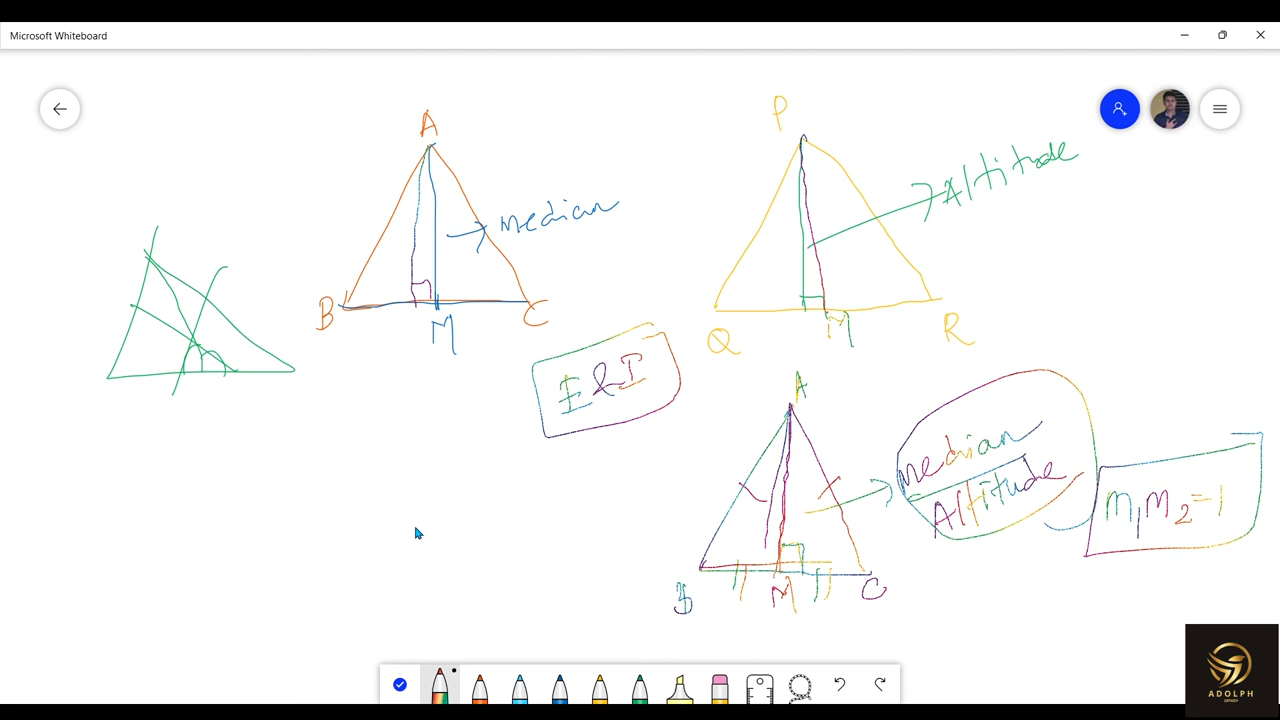 Microsoft Whiteboard
A
B
M
C
median
P
Q
M
R
Altitude
E & I
A
B
M
C
median
Altitude
m₁m₂=-1
ADOLPH